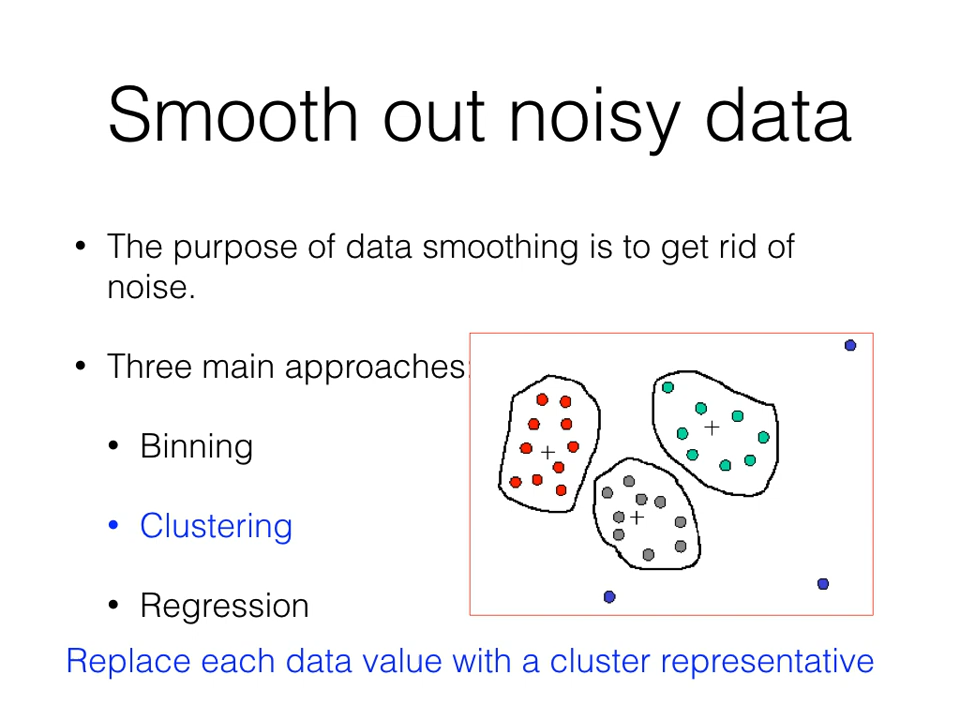 Smooth out noisy data
• The purpose of data smoothing is to get rid of
noise.
• Three main approaches:
• Binning
• Clustering
• Regression
Replace each data value with a cluster representative